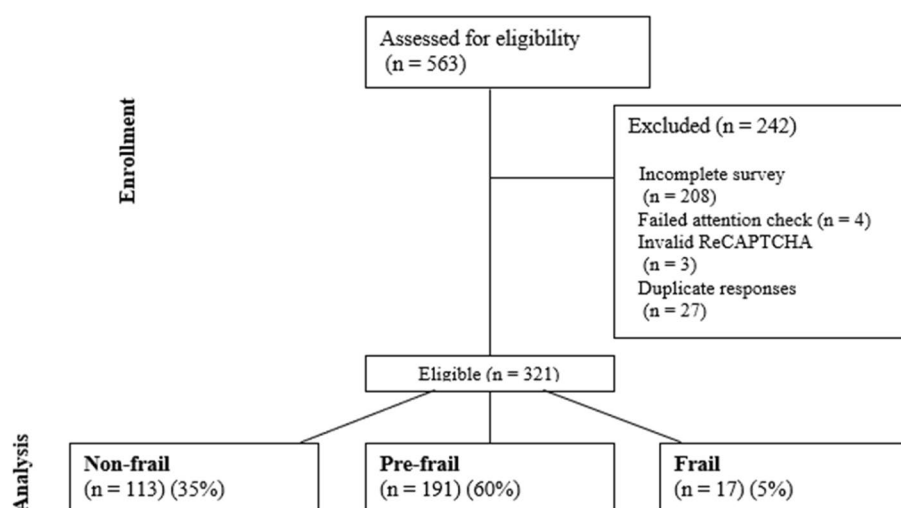 Assessed for eligibility
(n = 563)
Enrollment
Excluded (n = 242)
Incomplete survey
(n = 208)
Failed attention check (n = 4)
Invalid ReCAPTCHA
(n = 3)
Duplicate responses
(n = 27)
Eligible (n = 321)
Analysis
Non-frail
(n = 113) (35%)
Pre-frail
(n = 191) (60%)
Frail
(n = 17) (5%)